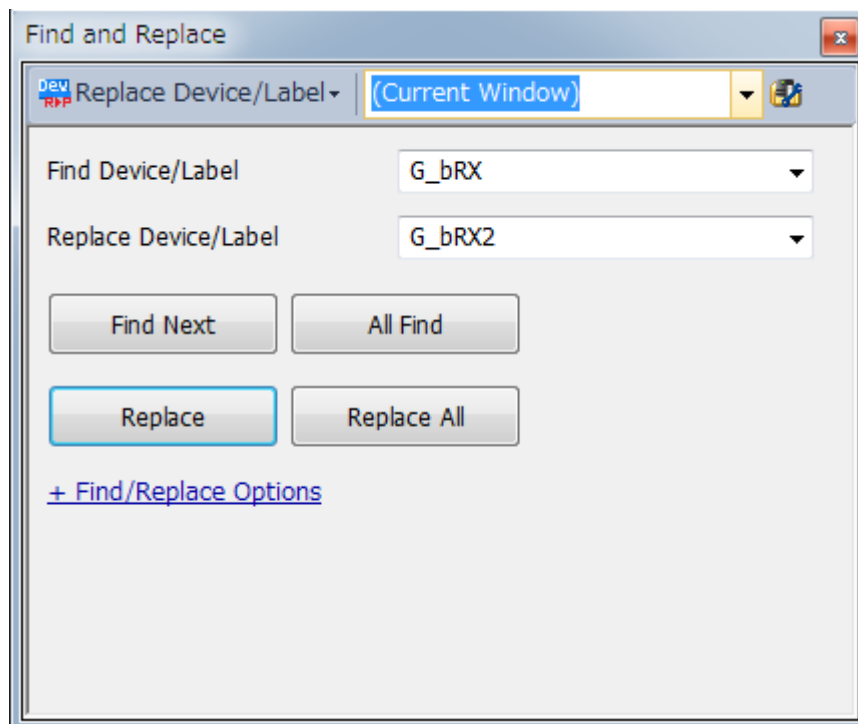 Find and Replace
Dev
R▶P
Replace Device/Label
(Current Window)
Find Device/Label
G_bRX
Replace Device/Label
G_bRX2
Find Next
All Find
Replace
Replace All
+ Find/Replace Options